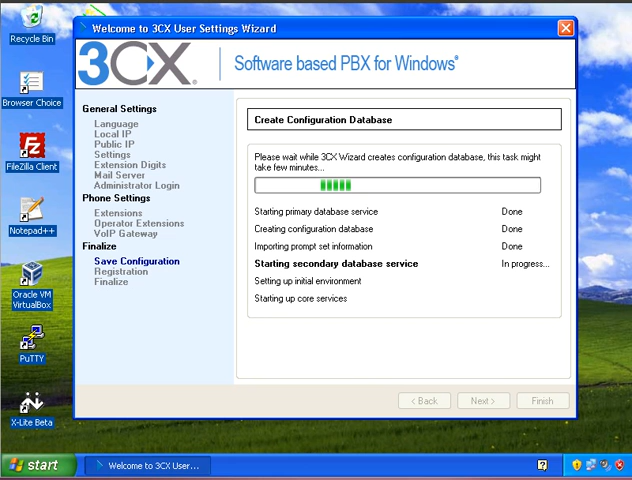 Recycle Bin
Browser Choice
FZ
FileZilla Client
Notepad++
Oracle VM
VirtualBox
PuTTY
X-Lite Beta
Welcome to 3CX User Settings Wizard
3CX®
Software based PBX for Windows®
General Settings
Language
Local IP
Public IP
Settings
Extension Digits
Mail Server
Administrator Login
Phone Settings
Extensions
Operator Extensions
VoIP Gateway
Finalize
Save Configuration
Registration
Finalize
Create Configuration Database
Please wait while 3CX Wizard creates configuration database, this task might
take few minutes...
Starting primary database service Done
Creating configuration database Done
Importing prompt set information Done
Starting secondary database service In progress...
Setting up initial environment
Starting up core services
< Back Next > Finish
start
Welcome to 3CX User...